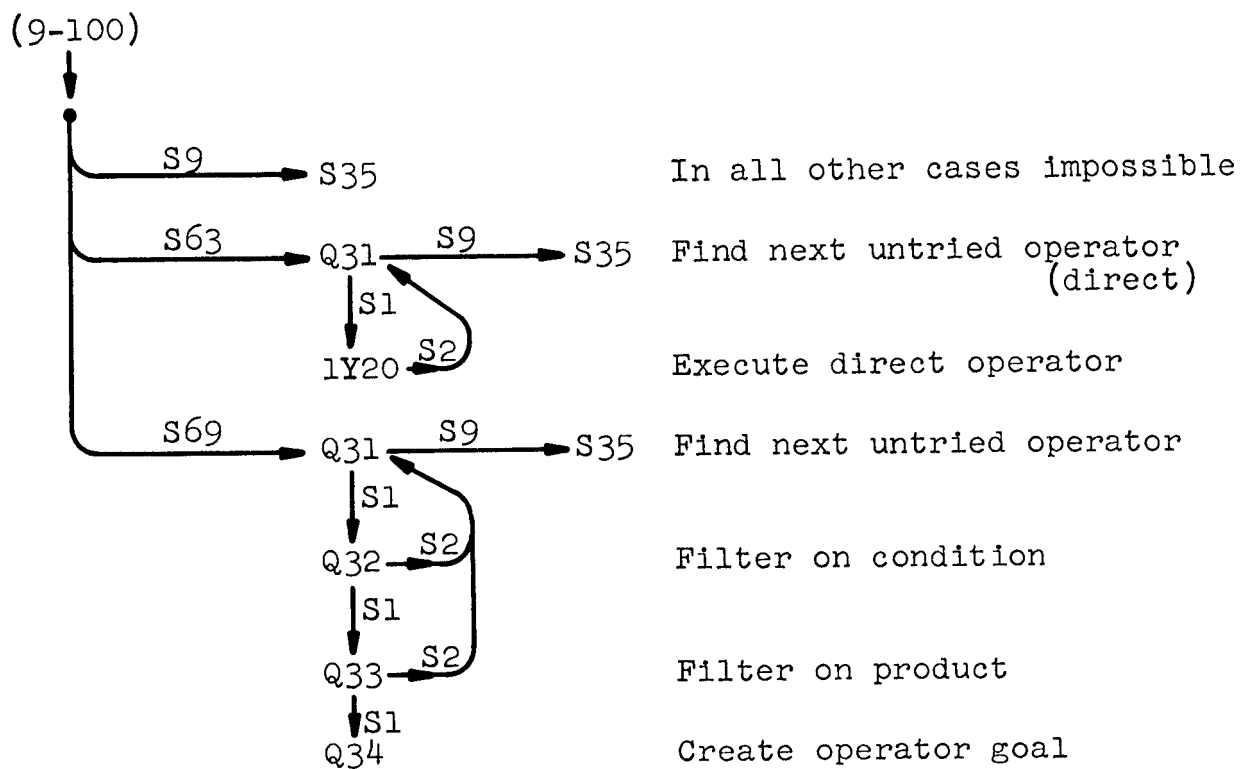 (9-100)
S9 S35 In all other cases impossible
S63 Q31 S9 S35 Find next untried operator
(direct)
S1
1Y20 S2 Execute direct operator
S69 Q31 S9 S35 Find next untried operator
S1
Q32 S2 Filter on condition
S1
Q33 S2 Filter on product
S1
Q34 Create operator goal